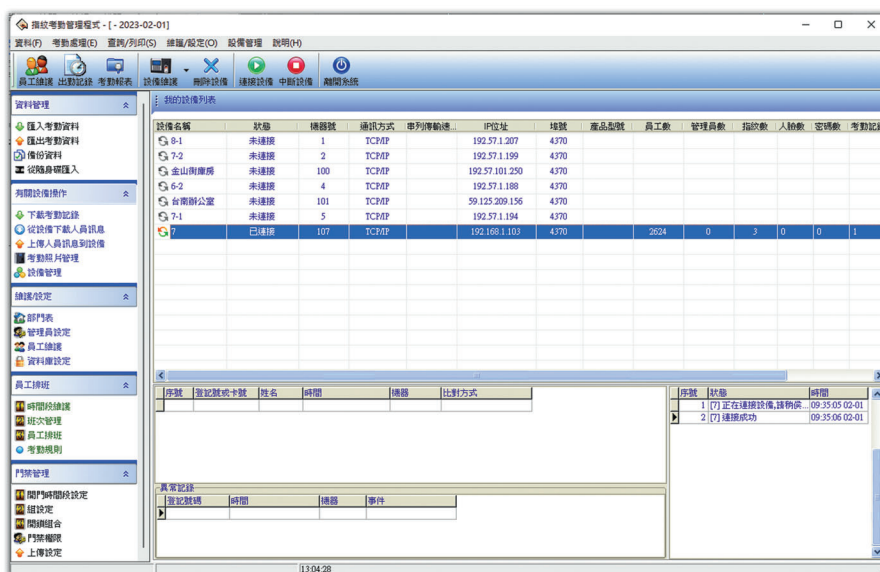 指紋考勤管理程式 - [ - 2023-02-01]
資料(F) 考勤處理(E) 查詢/列印(S) 維護/設定(O) 設備管理 說明(H)
員工維護 出勤記錄 考勤報表 設備維護 刪除設備 連接設備 中斷設備 離開系統
資料管理
匯入考勤資料
匯出考勤資料
備份資料
從隨身碟匯入
有關設備操作
下載考勤記錄
從設備下載人員訊息
上傳人員訊息到設備
考勤照片管理
設備管理
維護/設定
部門表
管理員設定
員工維護
資料庫設定
員工排班
時間段維護
班次管理
員工排班
考勤規則
門禁管理
開門時間段設定
組設定
開鎖組合
門禁權限
上傳設定
我的設備列表
設備名稱 狀態 機器號 通訊方式 串列傳輸速... IP位址 埠號 產品型號 員工數 管理員數 指紋數 人臉數 密碼數 考勤記錄
8-1 未連接 1 TCP/IP 192.57.1.207 4370
7-2 未連接 2 TCP/IP 192.57.1.199 4370
金山街庫房 未連接 100 TCP/IP 192.57.101.250 4370
6-2 未連接 4 TCP/IP 192.57.1.188 4370
台南辦公室 未連接 101 TCP/IP 59.125.209.156 4370
7-1 未連接 5 TCP/IP 192.57.1.194 4370
7 已連接 107 TCP/IP 192.168.1.103 4370 2624 0 3 0 0 1
序號 登記號或卡號 姓名 時間 機器 比對方式
序號 狀態 時間
1 [7] 正在連接設備,請稍侯... 09:35:05 02-01
2 [7] 連接成功 09:35:06 02-01
異常記錄
登記號碼 時間 機器 事件
13:04:28